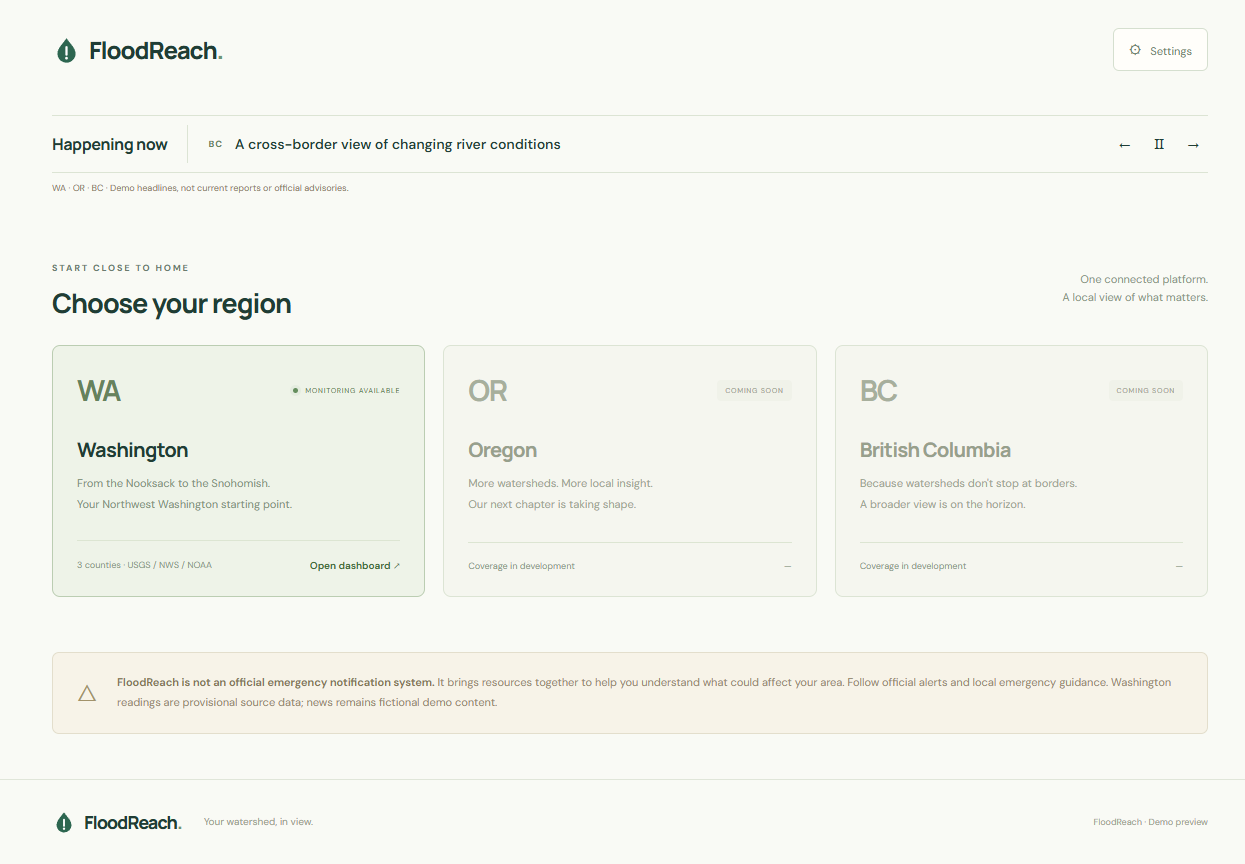 FloodReach.
Settings
Happening now
BC A cross-border view of changing river conditions
WA · OR · BC · Demo headlines, not current reports or official advisories.
START CLOSE TO HOME
Choose your region
One connected platform.
A local view of what matters.
WA
MONITORING AVAILABLE
Washington
From the Nooksack to the Snohomish.
Your Northwest Washington starting point.
3 counties · USGS / NWS / NOAA
Open dashboard ↗
OR
COMING SOON
Oregon
More watersheds. More local insight.
Our next chapter is taking shape.
Coverage in development
—
BC
COMING SOON
British Columbia
Because watersheds don't stop at borders.
A broader view is on the horizon.
Coverage in development
—
FloodReach is not an official emergency notification system. It brings resources together to help you understand what could affect your area. Follow official alerts and local emergency guidance. Washington
readings are provisional source data; news remains fictional demo content.
FloodReach.
Your watershed, in view.
FloodReach · Demo preview